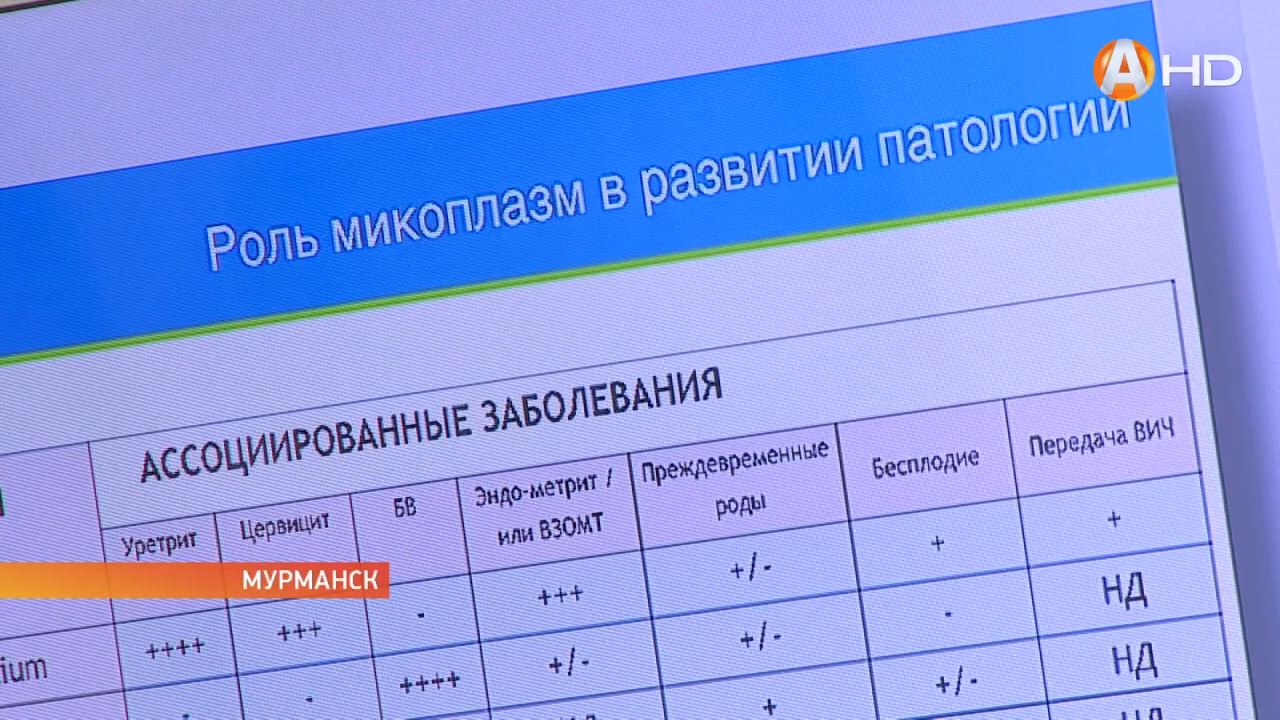 А HD
Роль микоплазм в развитии патологии
АССОЦИИРОВАННЫЕ ЗАБОЛЕВАНИЯ
Уретрит Цервицит БВ Эндо-метрит / или ВЗОМТ Преждевременные роды Бесплодие Передача ВИЧ
МУРМАНСК
++++ +++ - +++ +/- + +
ium - - ++++ +/- +/- - НД
+ +/- НД
НД